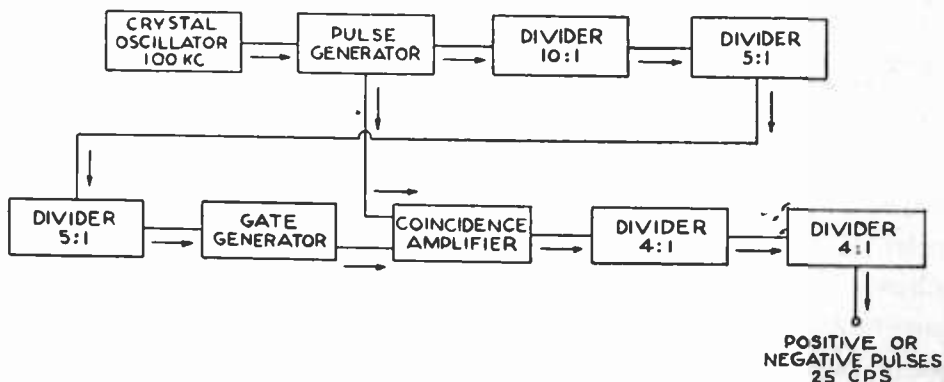 CRYSTAL
OSCILLATOR
100 KC
PULSE
GENERATOR
DIVIDER
10:1
DIVIDER
5:1
DIVIDER
5:1
GATE
GENERATOR
COINCIDENCE
AMPLIFIER
DIVIDER
4:1
DIVIDER
4:1
POSITIVE OR
NEGATIVE PULSES
25 CPS